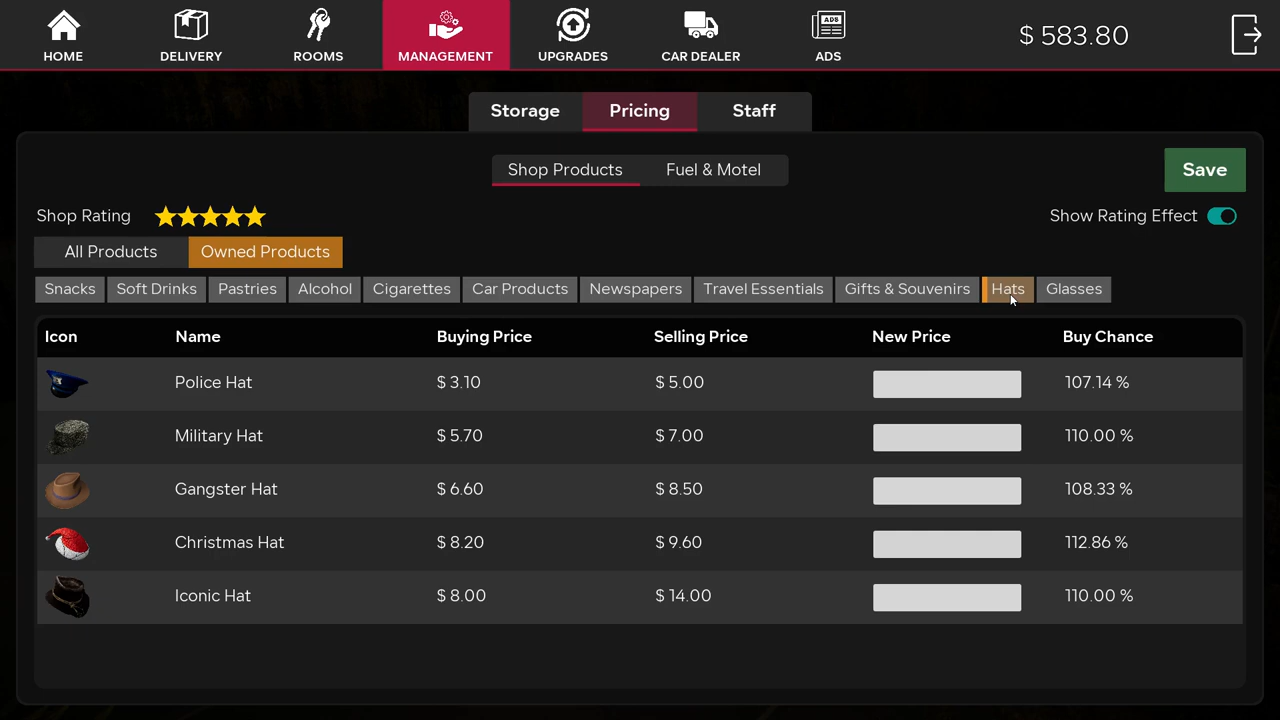 HOME DELIVERY ROOMS MANAGEMENT UPGRADES CAR DEALER ADS $ 583.80
ADS
Storage Pricing Staff
Shop Products Fuel & Motel Save
Shop Rating Show Rating Effect
All Products Owned Products
Snacks Soft Drinks Pastries Alcohol Cigarettes Car Products Newspapers Travel Essentials Gifts & Souvenirs Hats Glasses
Icon Name Buying Price Selling Price New Price Buy Chance
Police Hat $ 3.10 $ 5.00 107.14 %
Military Hat $ 5.70 $ 7.00 110.00 %
Gangster Hat $ 6.60 $ 8.50 108.33 %
Christmas Hat $ 8.20 $ 9.60 112.86 %
Iconic Hat $ 8.00 $ 14.00 110.00 %